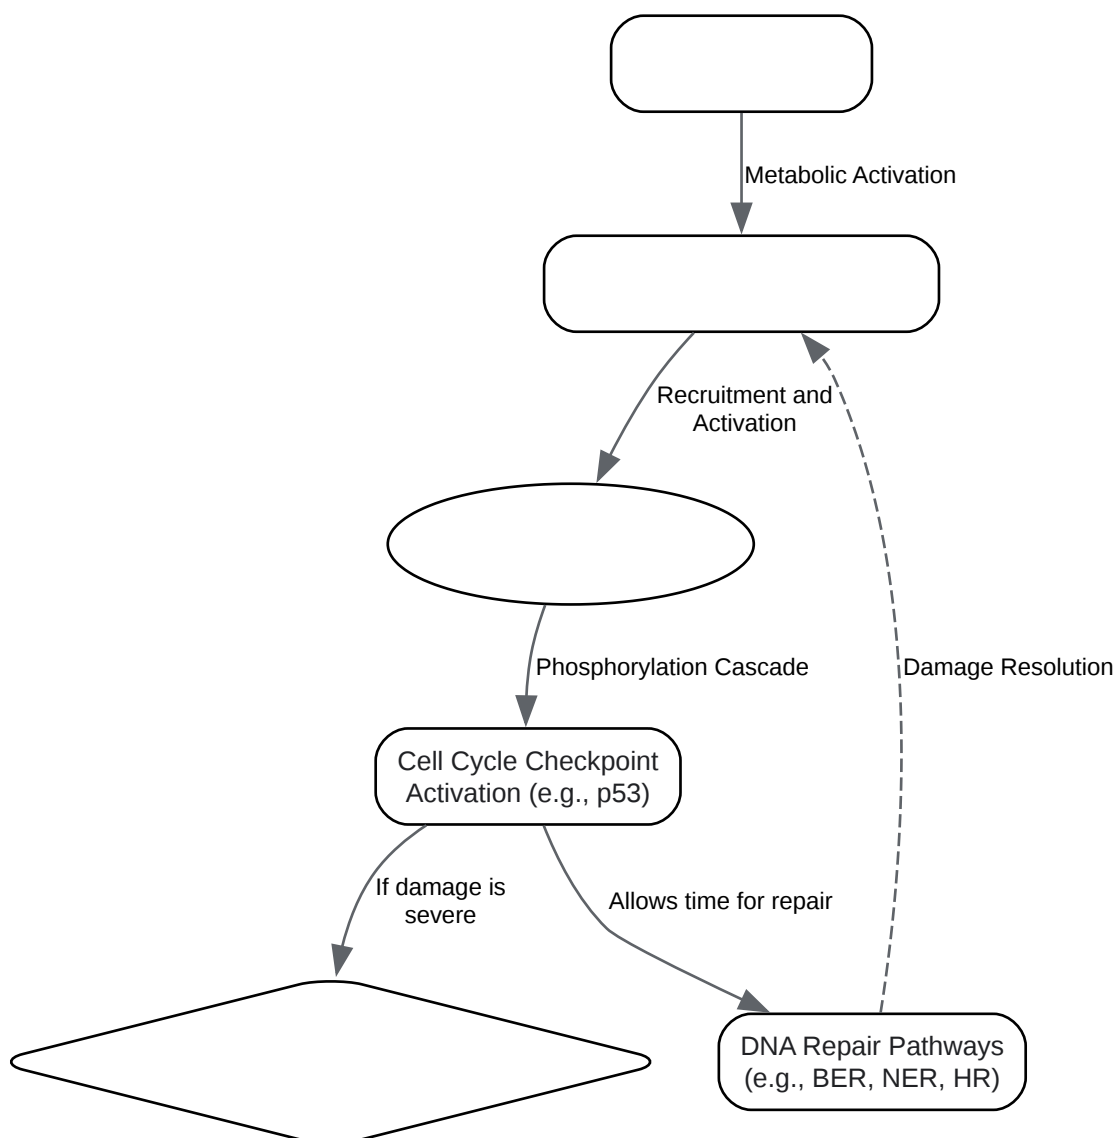 Metabolic Activation
Recruitment and
Activation
Phosphorylation Cascade
Damage Resolution
Cell Cycle Checkpoint
Activation (e.g., p53)
If damage is
severe
Allows time for repair
DNA Repair Pathways
(e.g., BER, NER, HR)